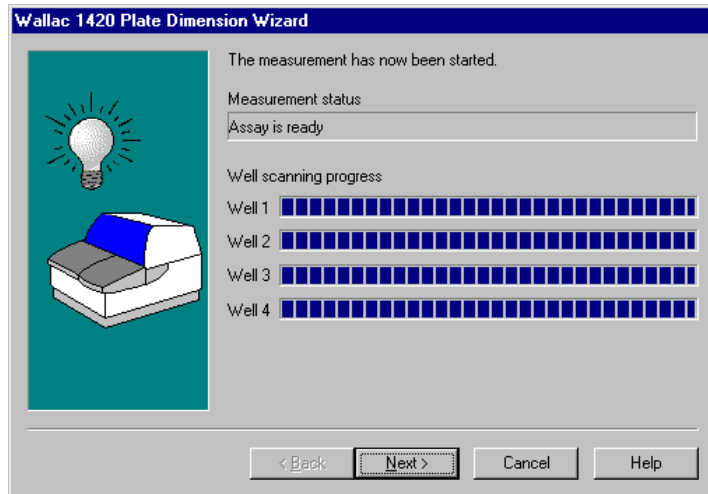 Wallac 1420 Plate Dimension Wizard
The measurement has now been started.
Measurement status
Assay is ready
Well scanning progress
Well 1
Well 2
Well 3
Well 4
< Back
Next >
Cancel
Help